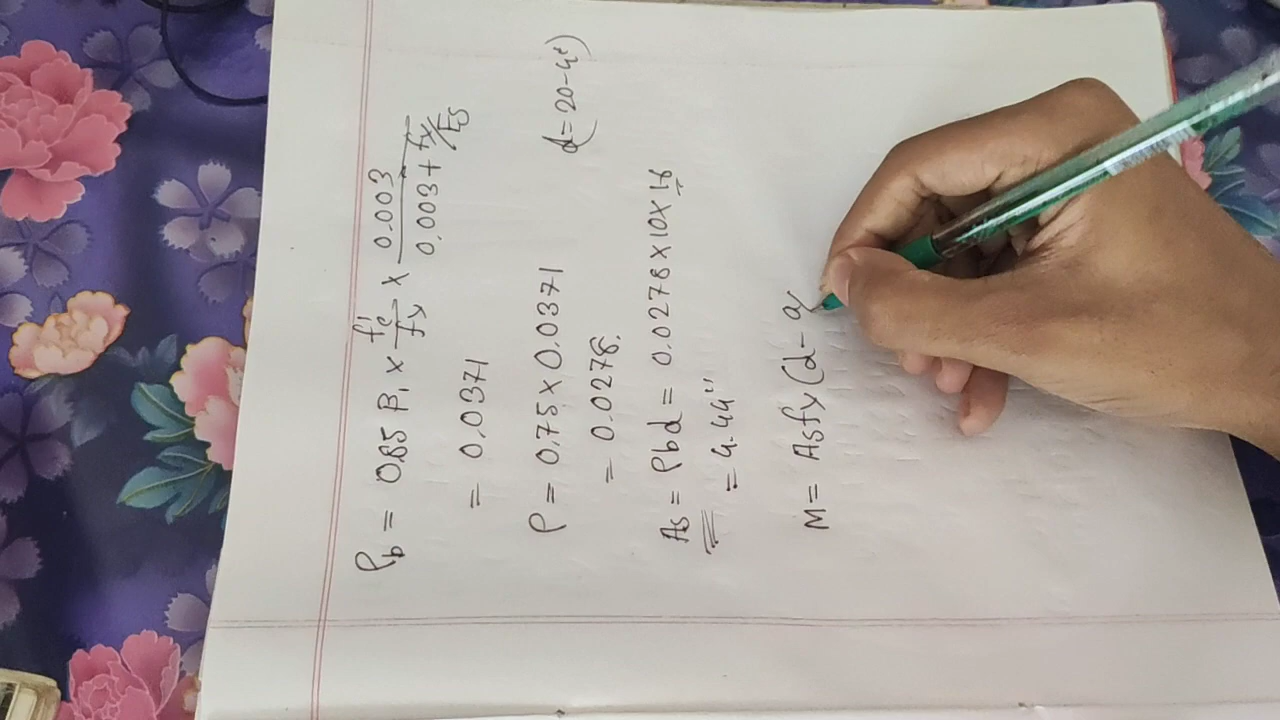 ρb = 0.85 β1 × f'c/fy × 0.003/(0.003 + fy/Es)
= 0.0371
ρ = 0.75 × 0.0371 (d = 20-4")
= 0.0278.
As = ρbd = 0.0278 × 10 × 16
= 4.44"
M = Asfy (d - a